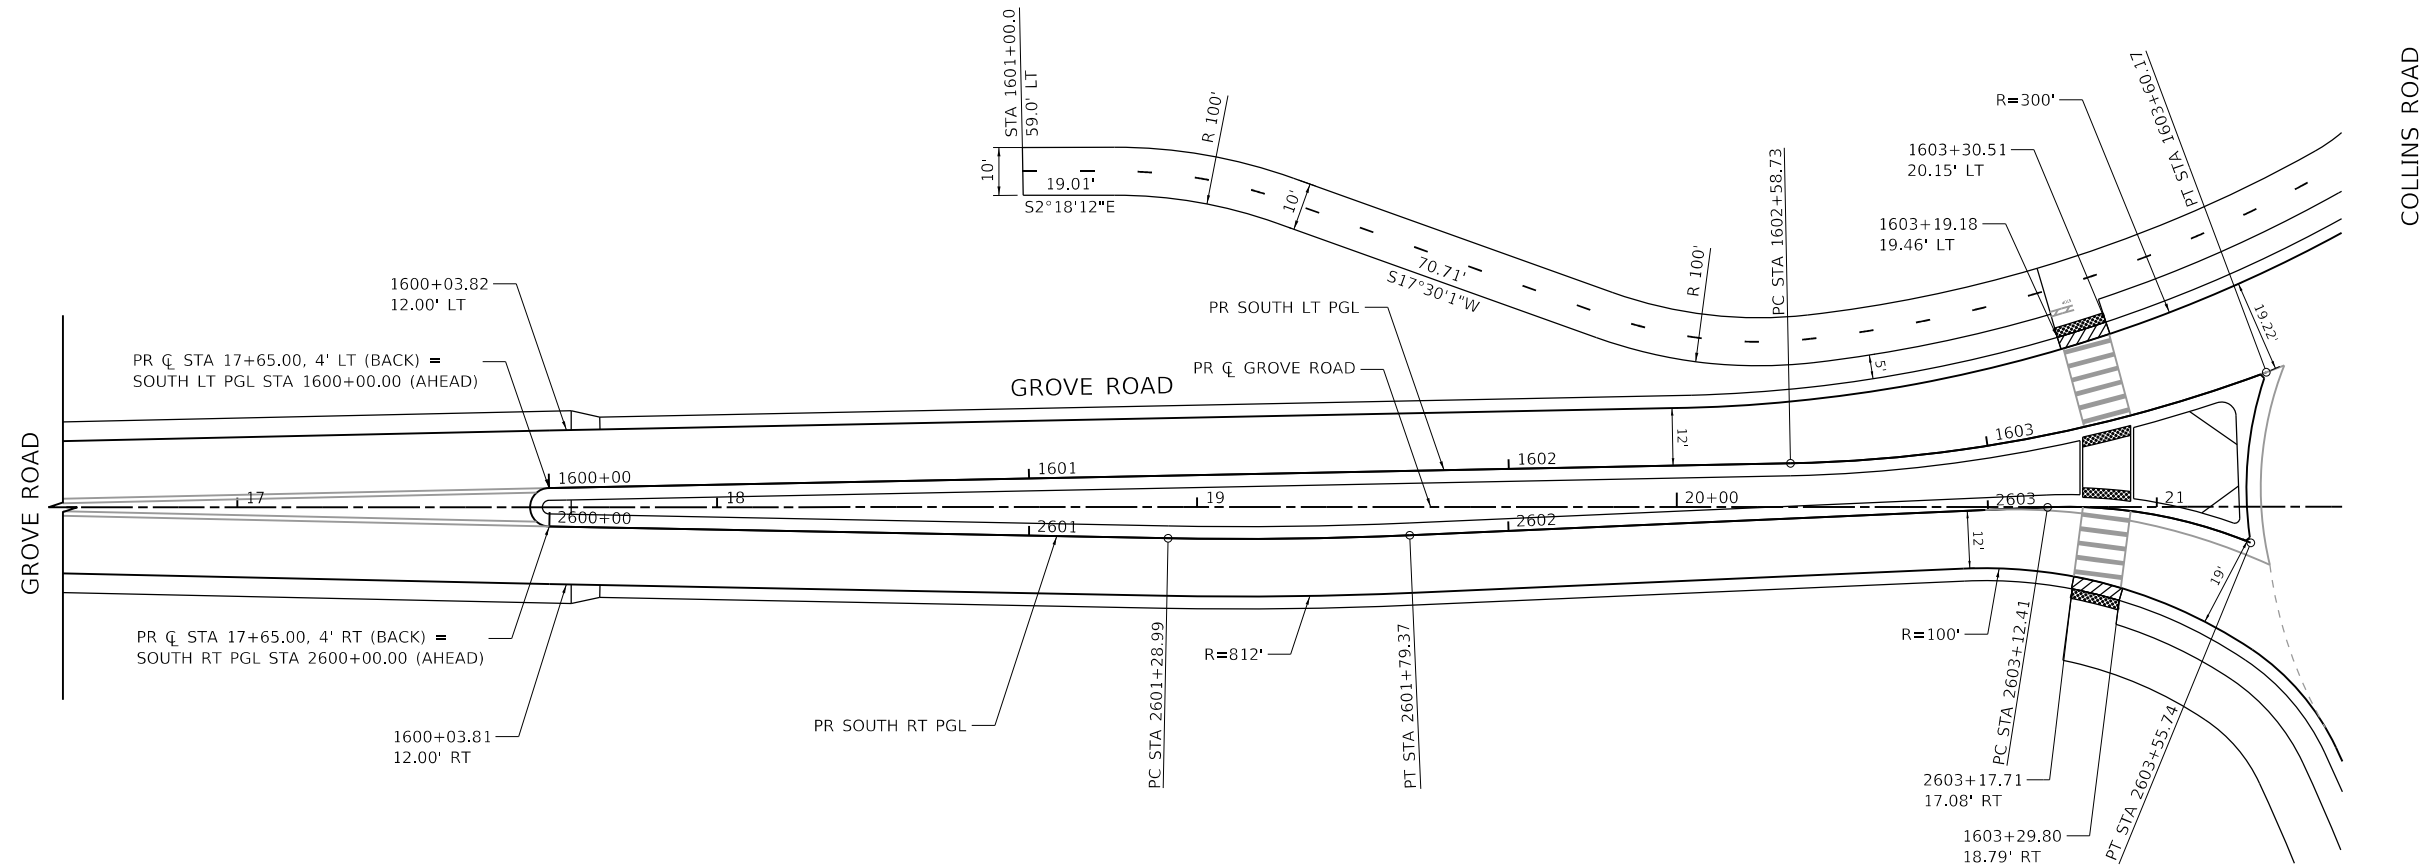 STA 1601+00.0
59.0' LT
10'
19.01'
S2°18'12"E
R 100'
10'
70.71'
S17°30'1"W
R 100'
PC STA 1602+58.73
R=300'
1603+30.51
20.15' LT
1603+19.18
19.46' LT
PT STA 1603+60.17
COLLINS ROAD
19.22'
5'
1600+03.82
12.00' LT
PR ℄ STA 17+65.00, 4' LT (BACK) =
SOUTH LT PGL STA 1600+00.00 (AHEAD)
PR SOUTH LT PGL
PR ℄ GROVE ROAD
GROVE ROAD
12'
GROVE ROAD
1600+00
1601
1602
1603
17
18
19
20+00
21
2600+00
2601
2602
2603
12'
PR ℄ STA 17+65.00, 4' RT (BACK) =
SOUTH RT PGL STA 2600+00.00 (AHEAD)
1600+03.81
12.00' RT
PR SOUTH RT PGL
PC STA 2601+28.99
R=812'
PT STA 2601+79.37
R=100'
PC STA 2603+12.41
19'
2603+17.71
17.08' RT
1603+29.80
18.79' RT
PT STA 2603+55.74